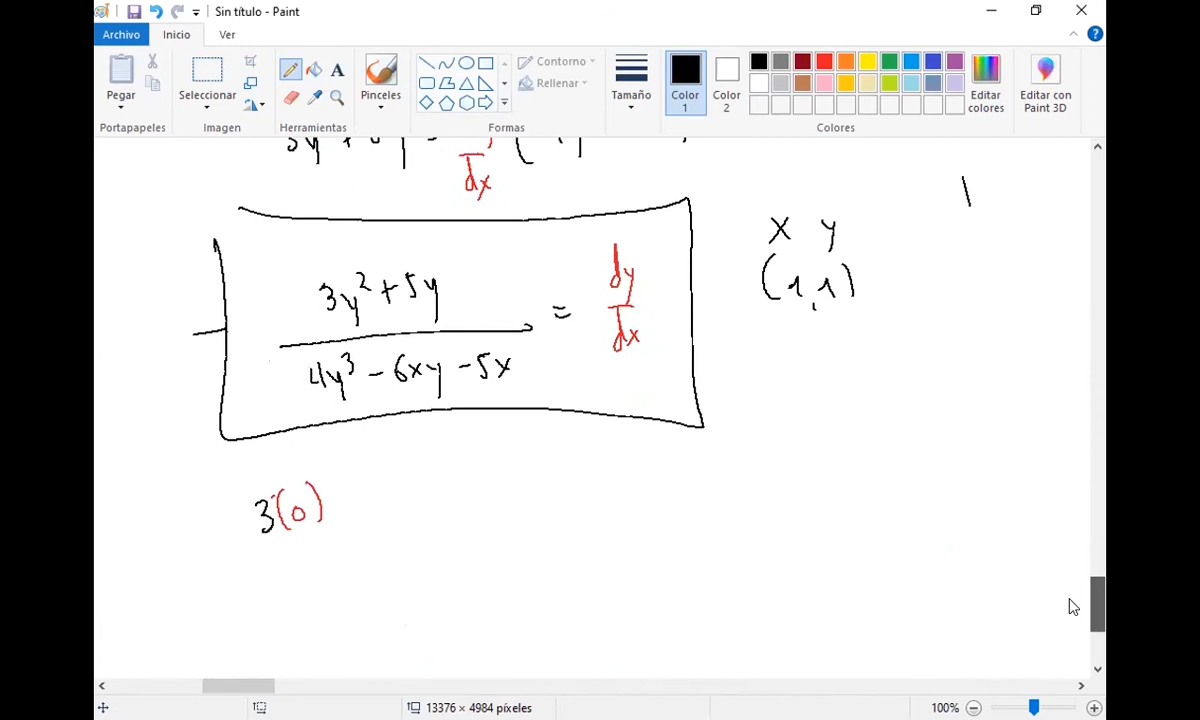 Sin título - Paint
Archivo Inicio Ver
Pegar
Seleccionar
Pinceles
Contorno
Rellenar
Tamaño
Color 1
Color 2
Editar colores
Editar con Paint 3D
Portapapeles Imagen Herramientas Formas Colores
dx
x y
(1,1)
3y² + 5y
4y³ - 6xy - 5x
=
dy
dx
3(0)
13376 × 4984 píxeles
100%